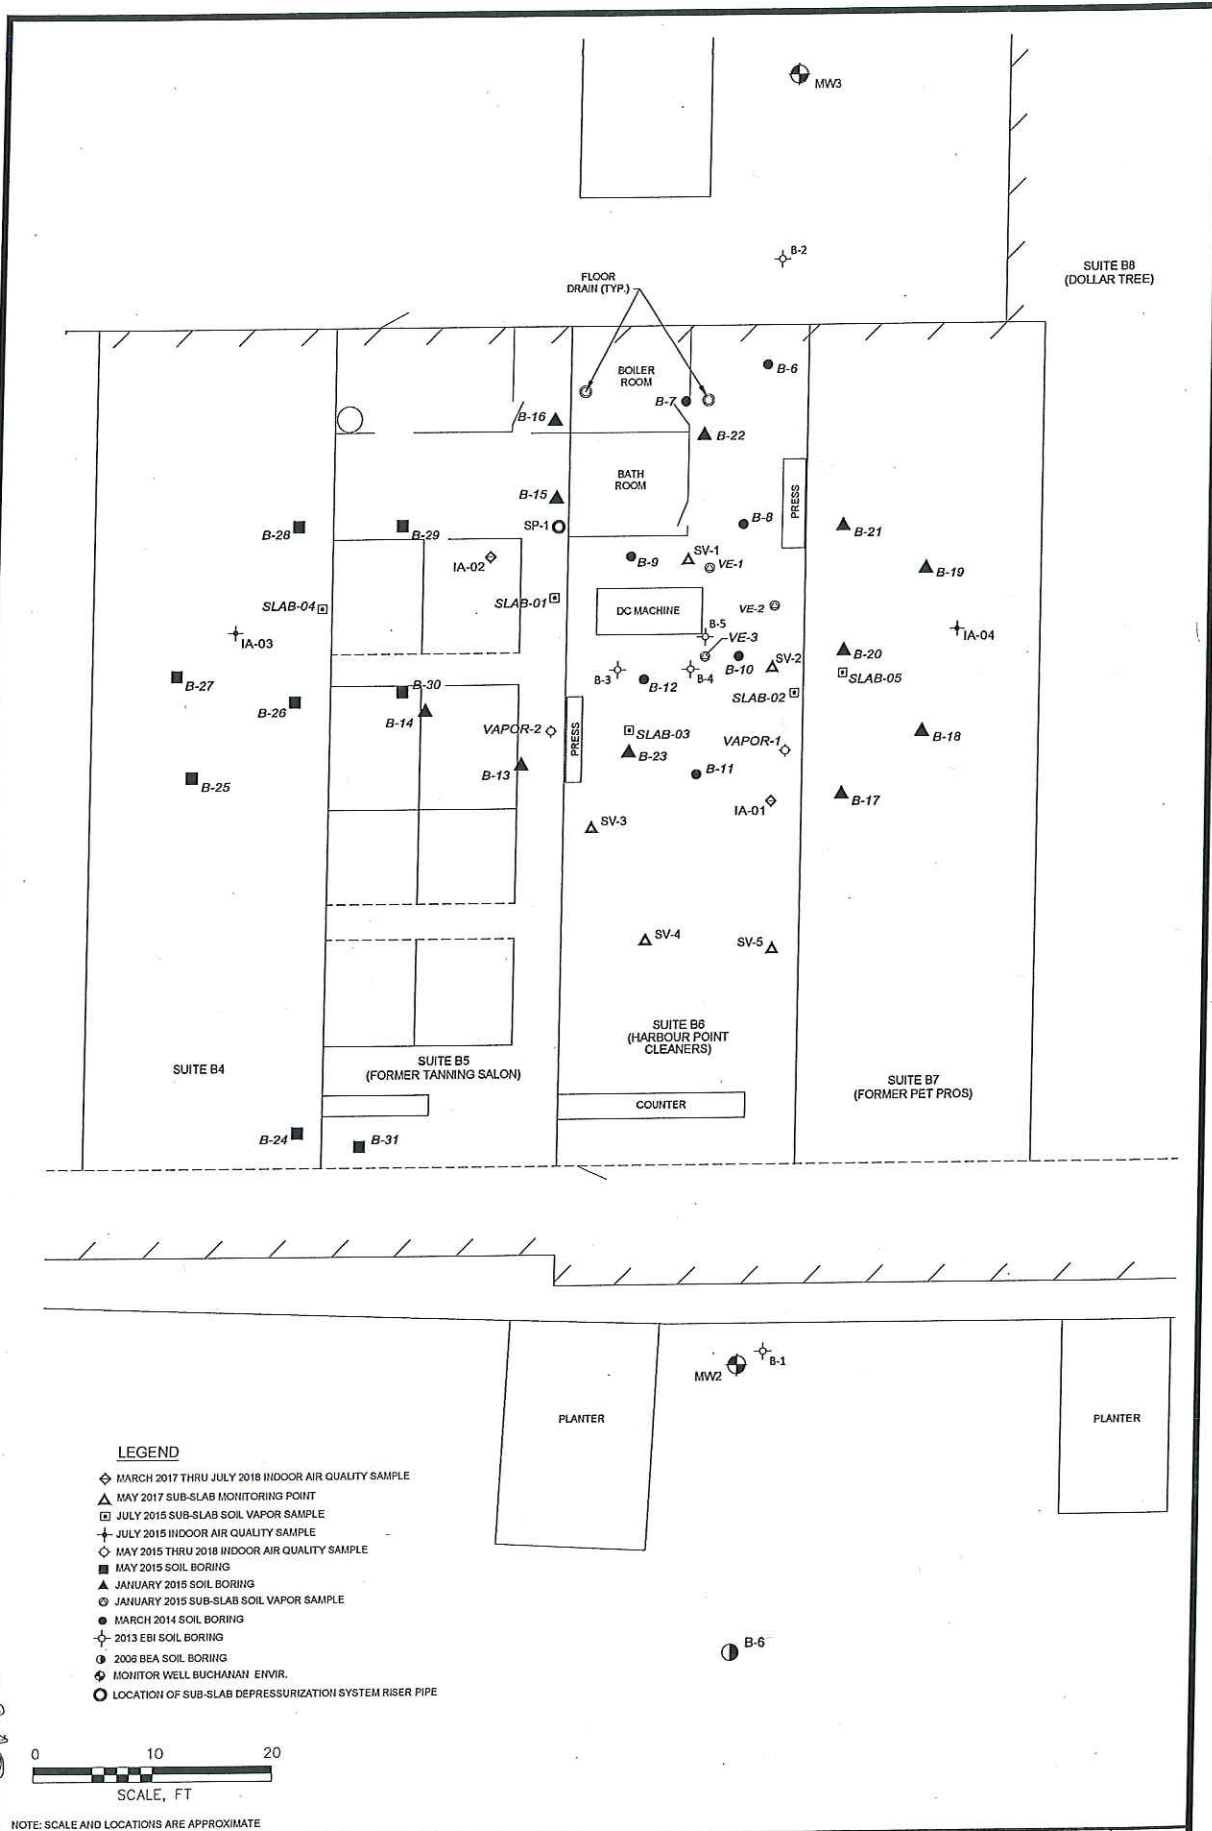 MW3
B-2
SUITE B8
(DOLLAR TREE)
FLOOR
DRAIN (TYP.)
BOILER
ROOM
B-6
B-7
B-16
B-22
BATH
ROOM
PRESS
B-15
SP-1
B-8
B-21
B-28
B-29
IA-02
B-9
SV-1
VE-1
B-19
SLAB-04
SLAB-01
DC MACHINE
VE-2
B-5
VE-3
IA-03
IA-04
B-27
B-3
B-12
B-4
B-10
SV-2
B-20
SLAB-05
B-30
B-26
B-14
SLAB-02
VAPOR-2
PRESS
SLAB-03
VAPOR-1
B-18
B-23
B-13
B-11
B-25
IA-01
B-17
SV-3
SV-4
SV-5
SUITE B6
(HARBOUR POINT
CLEANERS)
SUITE B4
SUITE B5
(FORMER TANNING SALON)
SUITE B7
(FORMER PET PROS)
COUNTER
B-24
B-31
MW2
B-1
PLANTER
PLANTER
LEGEND
MARCH 2017 THRU JULY 2018 INDOOR AIR QUALITY SAMPLE
MAY 2017 SUB-SLAB MONITORING POINT
JULY 2015 SUB-SLAB SOIL VAPOR SAMPLE
JULY 2015 INDOOR AIR QUALITY SAMPLE
MAY 2015 THRU 2018 INDOOR AIR QUALITY SAMPLE
MAY 2015 SOIL BORING
JANUARY 2015 SOIL BORING
JANUARY 2015 SUB-SLAB SOIL VAPOR SAMPLE
MARCH 2014 SOIL BORING
2013 EBI SOIL BORING
2006 BEA SOIL BORING
MONITOR WELL BUCHANAN ENVIR.
LOCATION OF SUB-SLAB DEPRESSURIZATION SYSTEM RISER PIPE
B-6
0 10 20
SCALE, FT
NOTE: SCALE AND LOCATIONS ARE APPROXIMATE